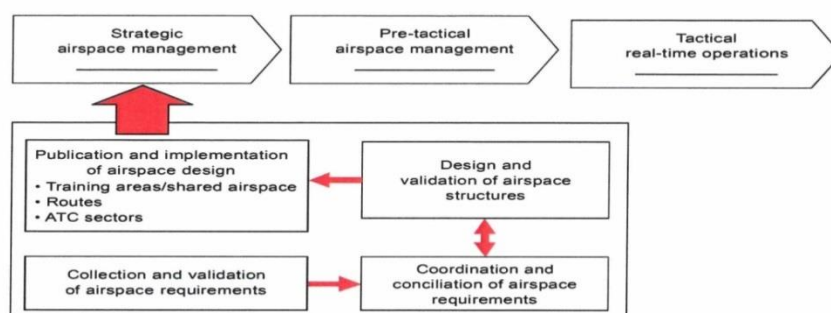 Strategic
airspace management
Pre-tactical
airspace management
Tactical
real-time operations
Publication and implementation
of airspace design
• Training areas/shared airspace
• Routes
• ATC sectors
Design and
validation of airspace
structures
Collection and validation
of airspace requirements
Coordination and
conciliation of airspace
requirements